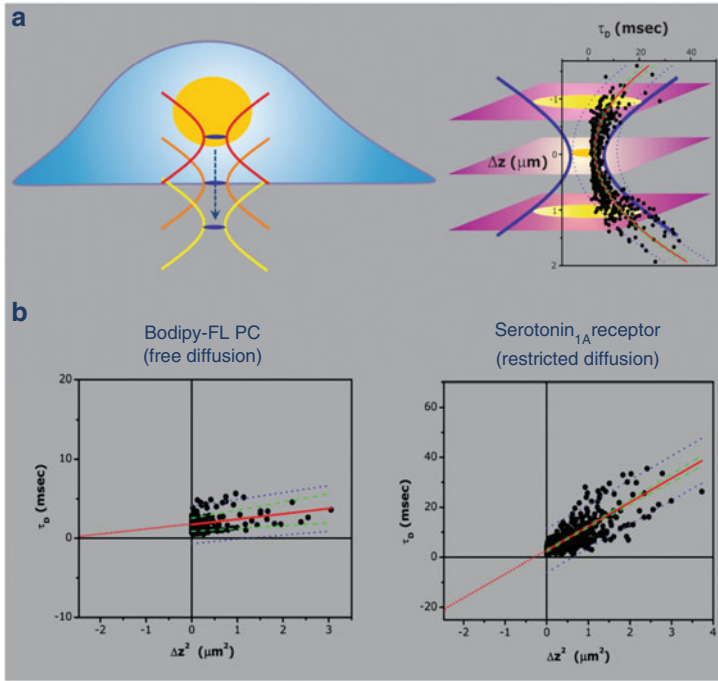 a
τD (msec)
0 20 40
-1
0
1
2
Δz (μm)
b
Bodipy-FL PC
(free diffusion)
Serotonin1A receptor
(restricted diffusion)
20
10
0
-10
τD (msec)
-2 -1 0 1 2 3
Δz² (μm²)
60
40
20
0
-20
τD (msec)
-2 -1 0 1 2 3 4
Δz² (μm²)